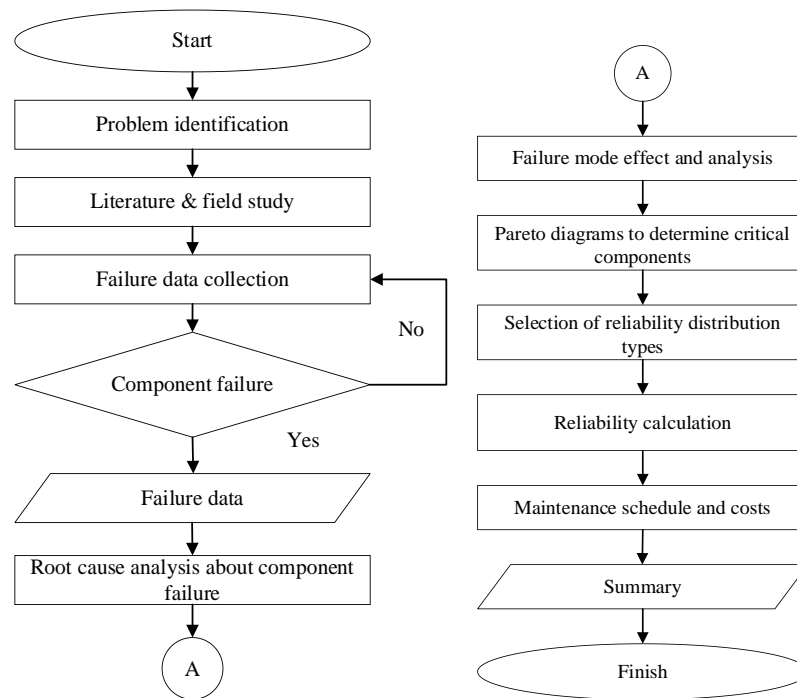 Start
Problem identification
Literature & field study
Failure data collection
No
Component failure
Yes
Failure data
Root cause analysis about component
failure
A
A
Failure mode effect and analysis
Pareto diagrams to determine critical
components
Selection of reliability distribution
types
Reliability calculation
Maintenance schedule and costs
Summary
Finish